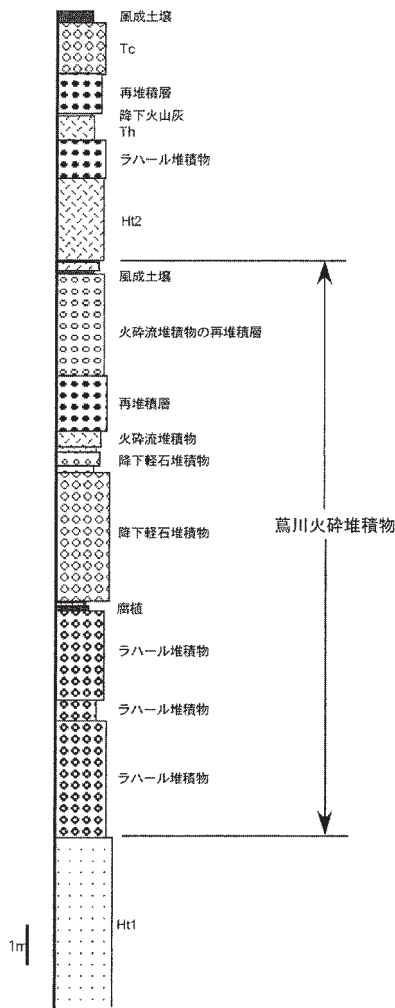 風成土壌
Tc
再堆積層
降下火山灰
Th
ラハール堆積物
Ht2
風成土壌
火砕流堆積物の再堆積層
再堆積層
火砕流堆積物
降下軽石堆積物
降下軽石堆積物
蔦川火砕堆積物
腐植
ラハール堆積物
ラハール堆積物
ラハール堆積物
Ht1
1m